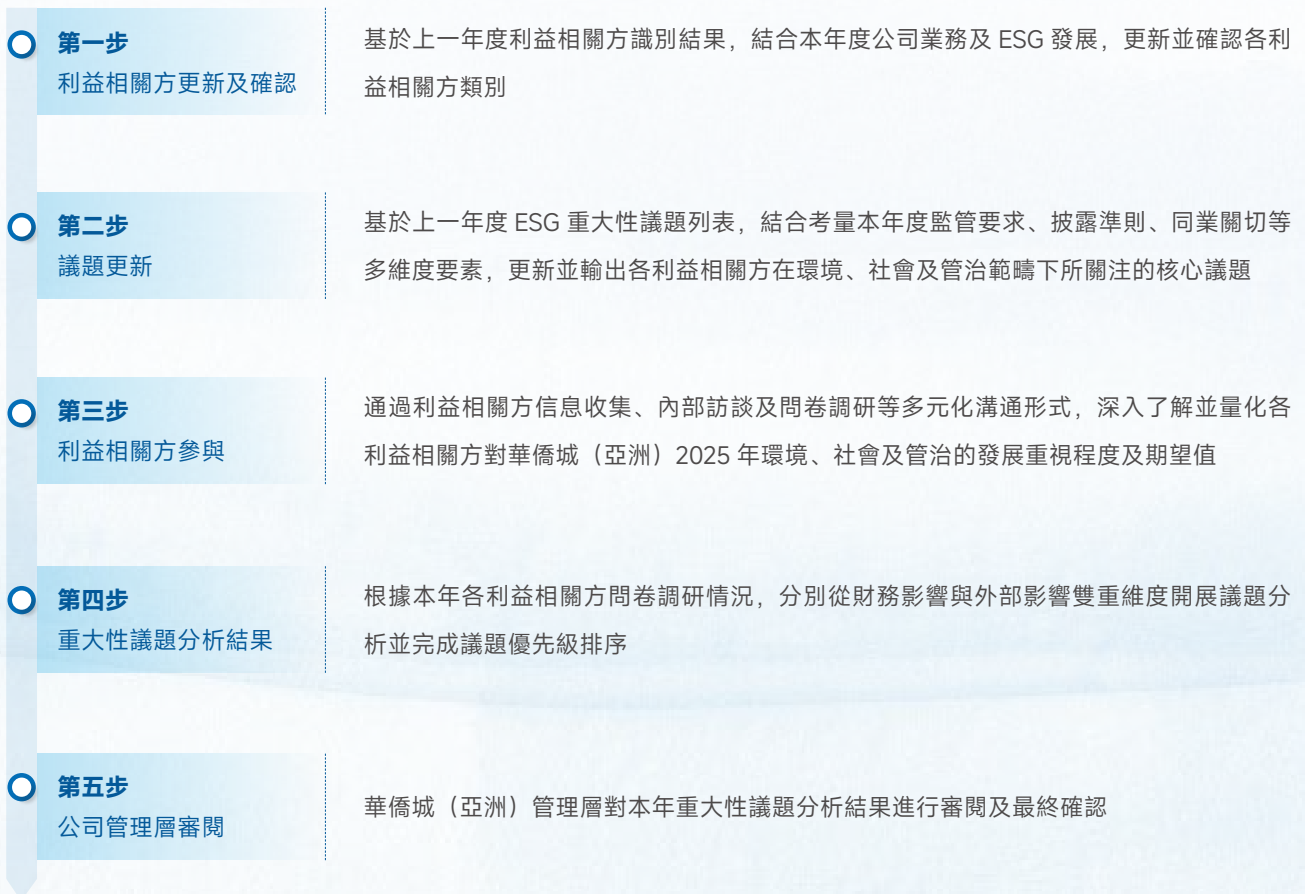 第一步
利益相關方更新及確認
基於上一年度利益相關方識別結果，結合本年度公司業務及 ESG 發展，更新並確認各利
益相關方類別
第二步
議題更新
基於上一年度 ESG 重大性議題列表，結合考量本年度監管要求、披露準則、同業關切等
多維度要素，更新並輸出各利益相關方在環境、社會及管治範疇下所關注的核心議題
第三步
利益相關方參與
通過利益相關方信息收集、內部訪談及問卷調研等多元化溝通形式，深入了解並量化各
利益相關方對華僑城（亞洲）2025 年環境、社會及管治的發展重視程度及期望值
第四步
重大性議題分析結果
根據本年各利益相關方問卷調研情況，分別從財務影響與外部影響雙重維度開展議題分
析並完成議題優先級排序
第五步
公司管理層審閱
華僑城（亞洲）管理層對本年重大性議題分析結果進行審閱及最終確認